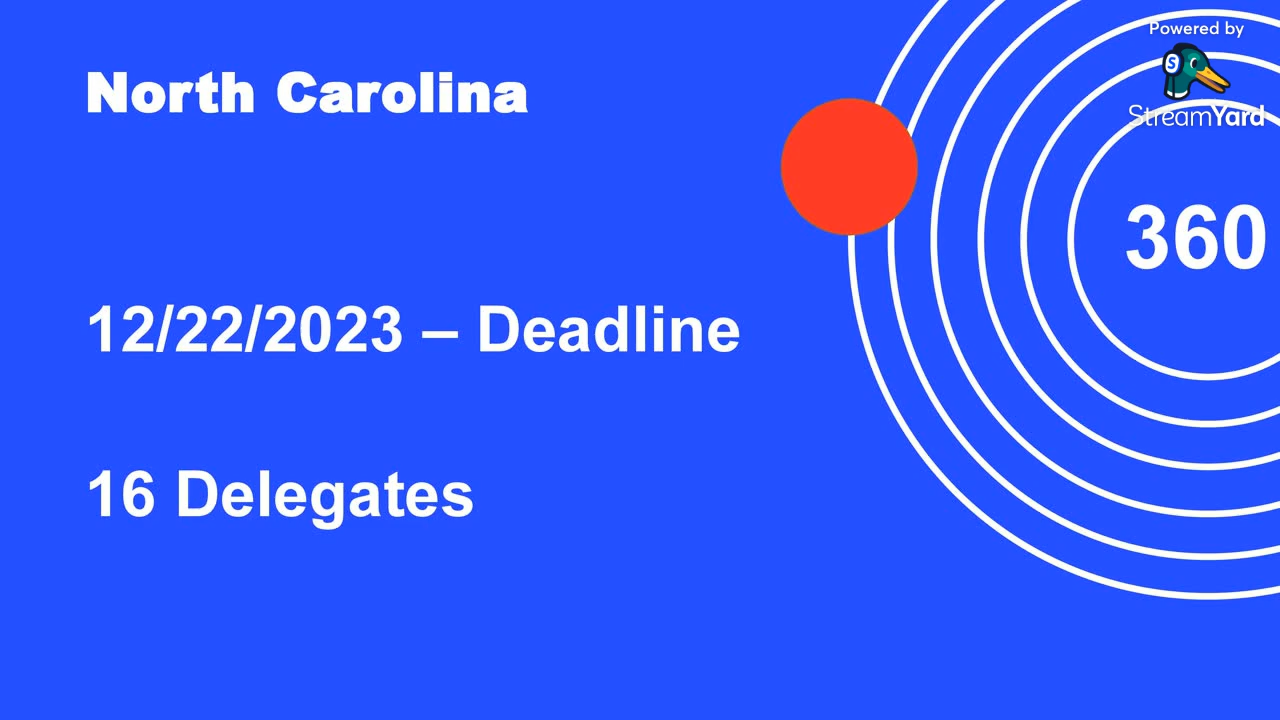 Powered by
S
StreamYard
North Carolina
360
12/22/2023 – Deadline
16 Delegates